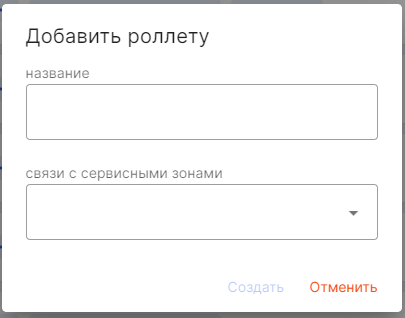 Добавить роллету
название
связи с сервисными зонами
Создать Отменить